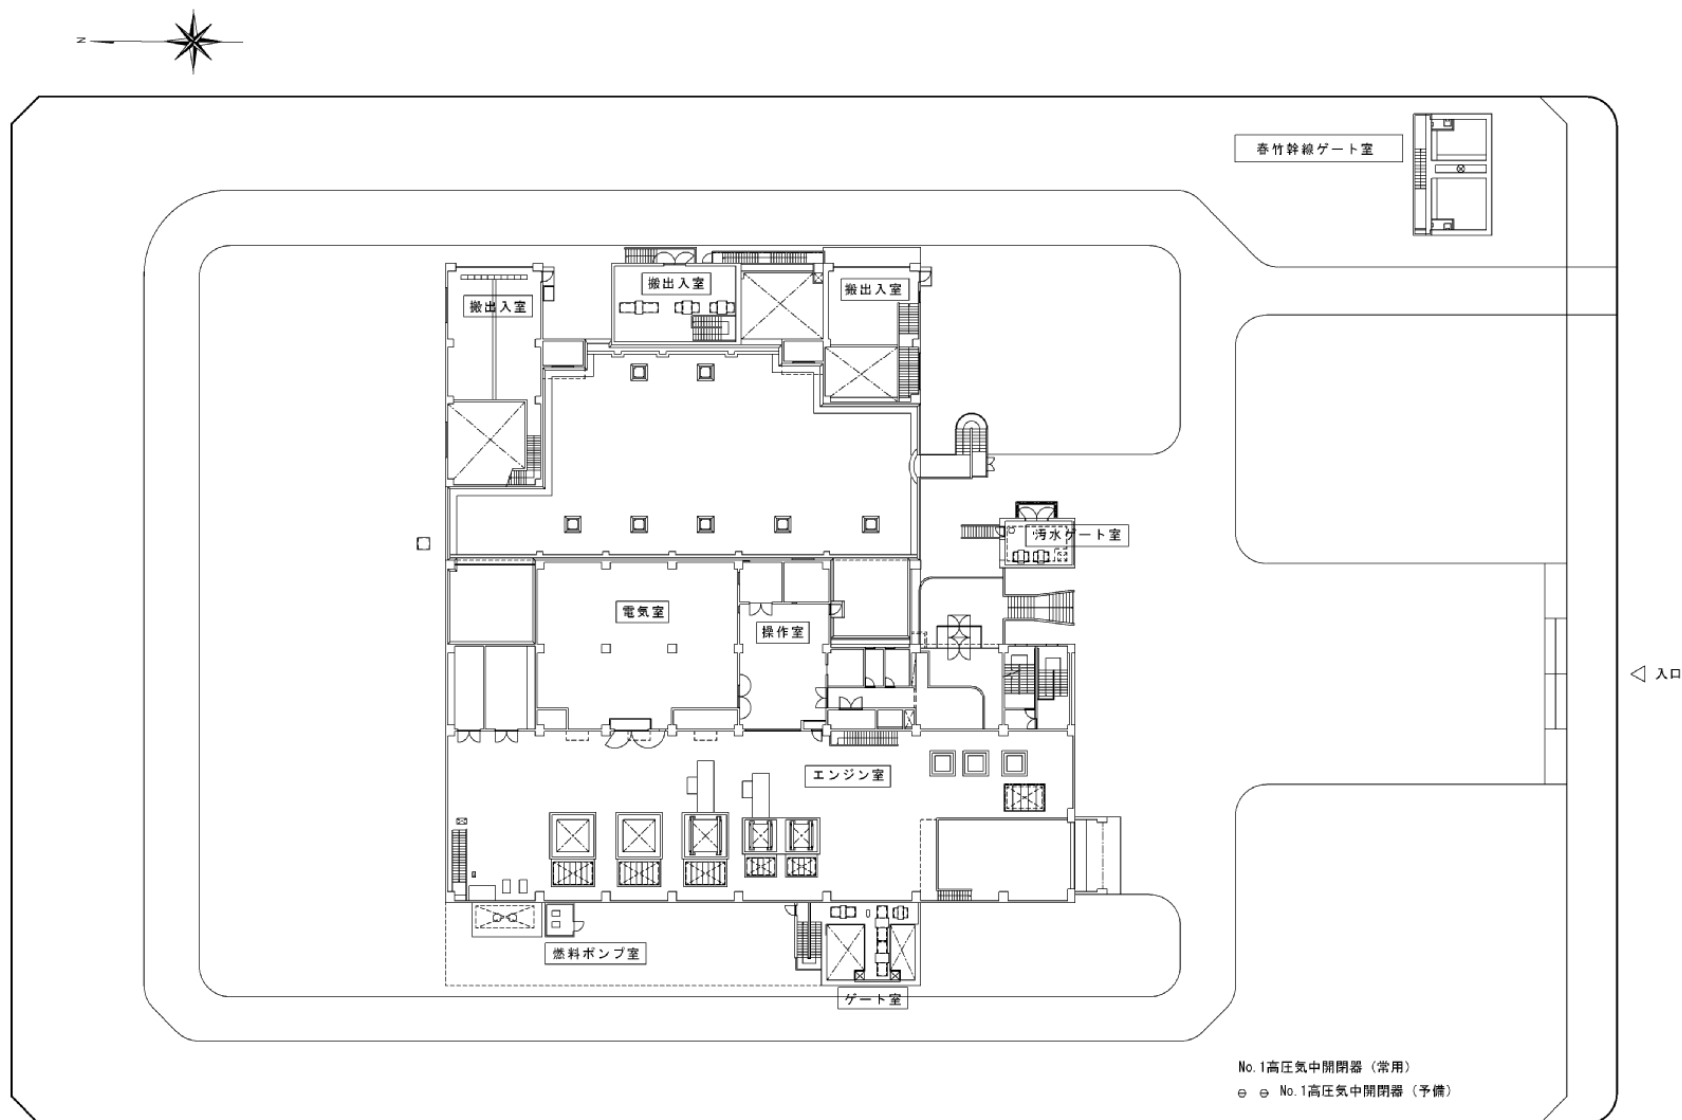 N
春竹幹線ゲート室
搬出入室
搬出入室
搬出入室
汚水ゲート室
電気室
操作室
入口
エンジン室
燃料ポンプ室
ゲート室
No.1高圧気中開閉器（常用）
No.1高圧気中開閉器（予備）